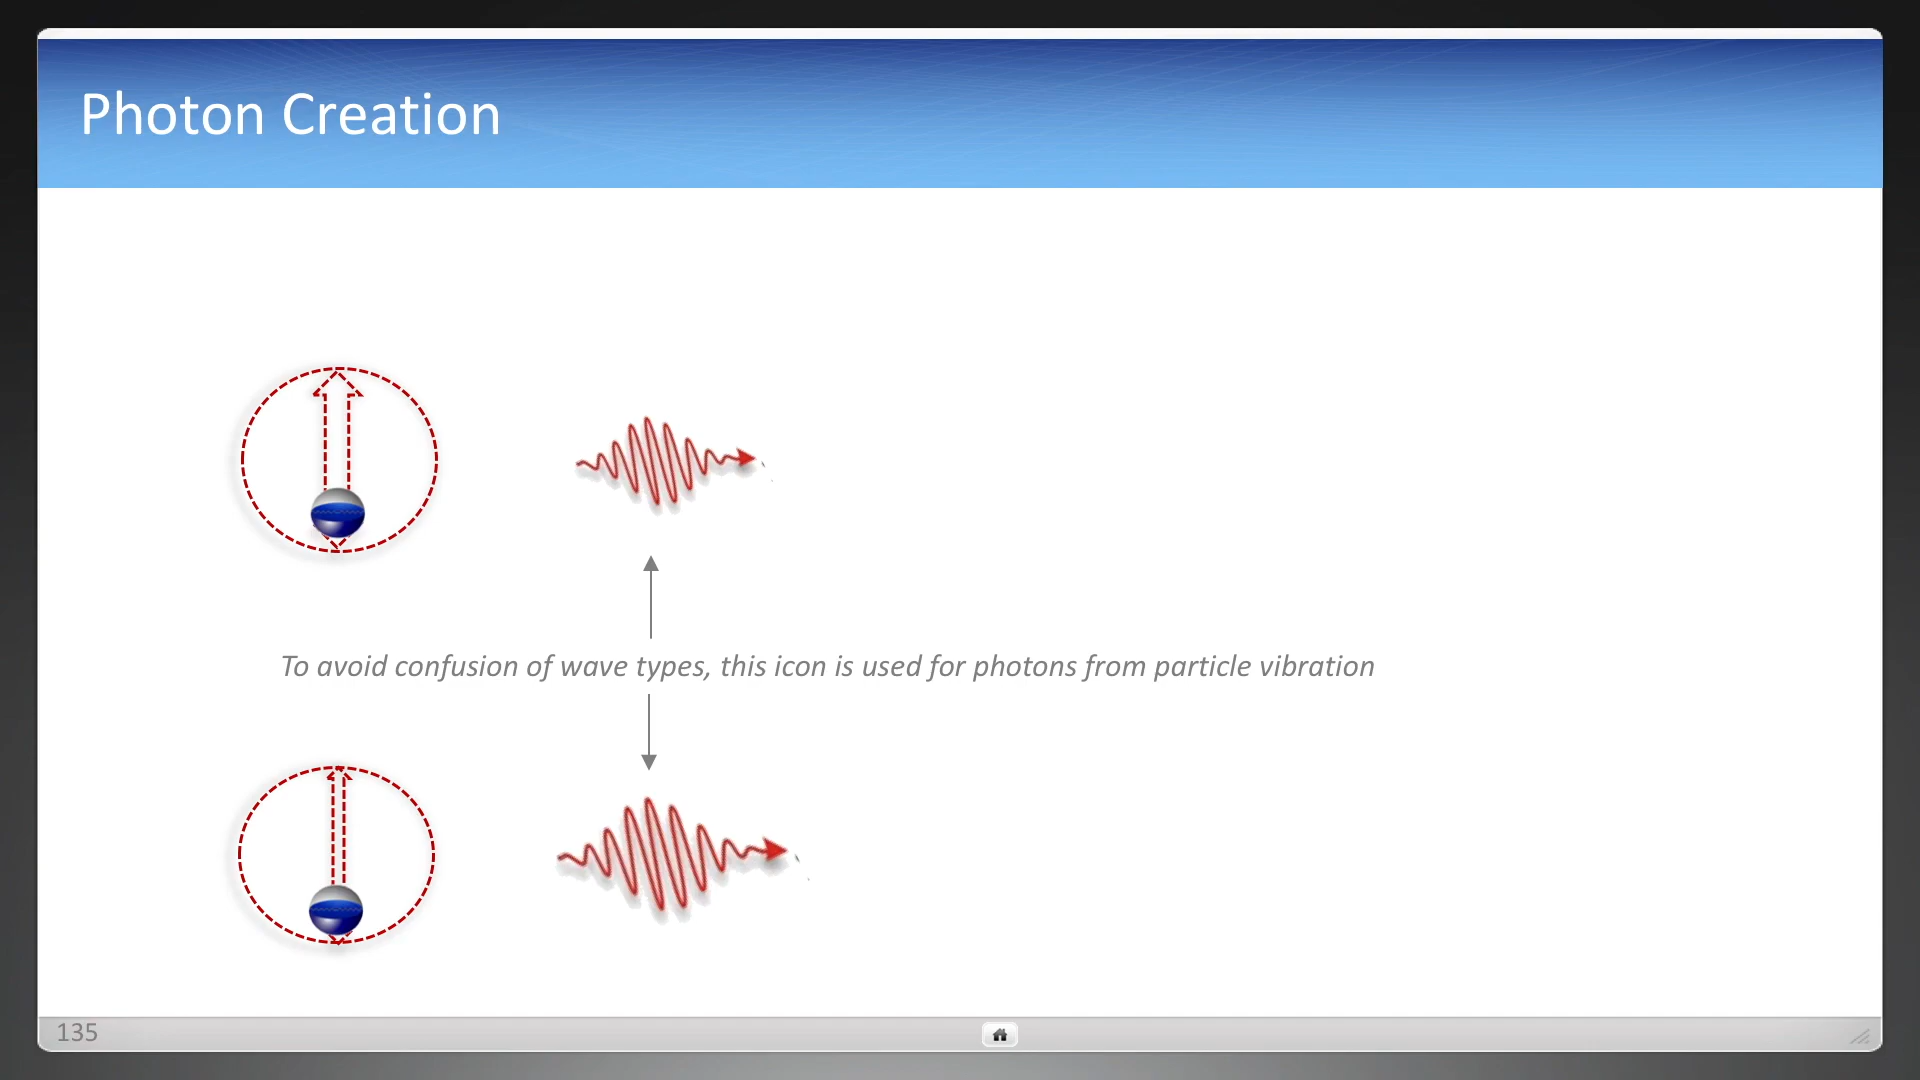 Photon Creation
To avoid confusion of wave types, this icon is used for photons from particle vibration
135